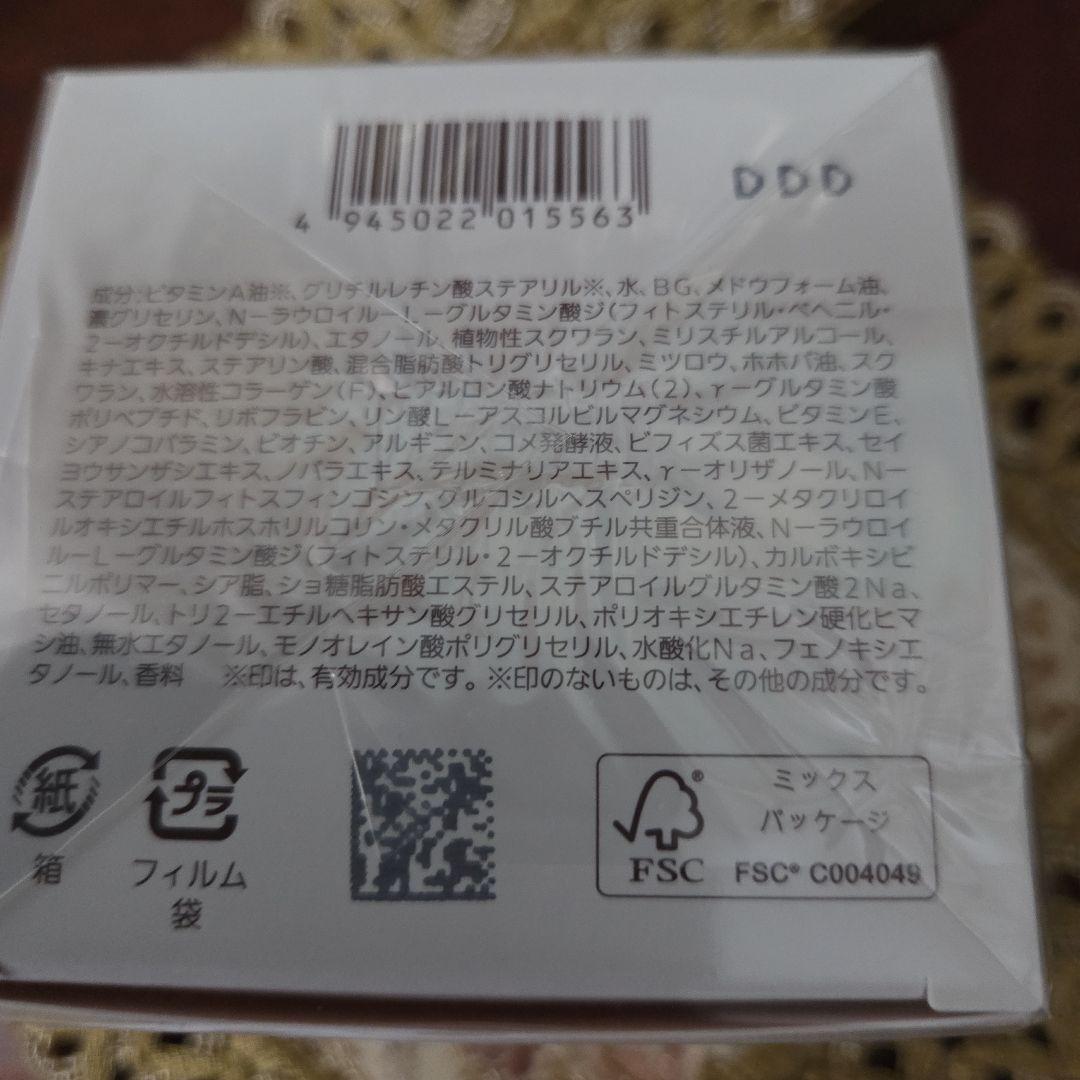 4 945022 015563
DDD
成分:ビタミンA油※、グリチルレチン酸ステアリル※、水、BG、メドウフォーム油、
濃グリセリン、N-ラウロイル-L-グルタミン酸ジ(フィトステリル・ベヘニル・
2-オクチルドデシル)、エタノール、植物性スクワラン、ミリスチルアルコール、
キナエキス、ステアリン酸、混合脂肪酸トリグリセリル、ミツロウ、ホホバ油、スク
ワラン、水溶性コラーゲン(F)、ヒアルロン酸ナトリウム(2)、γ-グルタミン酸
ポリペプチド、リボフラビン、リン酸L-アスコルビルマグネシウム、ビタミンE、
シアノコバラミン、ビオチン、アルギニン、コメ発酵液、ビフィズス菌エキス、セイ
ヨウサンザシエキス、ノバラエキス、テルミナリアエキス、γ-オリザノール、N-
ステアロイルフィトスフィンゴシン、グルコシルヘスペリジン、2-メタクリロイ
ルオキシエチルホスホリルコリン・メタクリル酸ブチル共重合体液、N-ラウロイ
ル-L-グルタミン酸ジ(フィトステリル・2-オクチルドデシル)、カルボキシビ
ニルポリマー、シア脂、ショ糖脂肪酸エステル、ステアロイルグルタミン酸2Na、
セタノール、トリ2-エチルヘキサン酸グリセリル、ポリオキシエチレン硬化ヒマ
シ油、無水エタノール、モノオレイン酸ポリグリセリル、水酸化Na、フェノキシエ
タノール、香料 ※印は、有効成分です。※印のないものは、その他の成分です。
紙
箱
プラ
フィルム
袋
FSC
ミックス
パッケージ
FSC® C004049